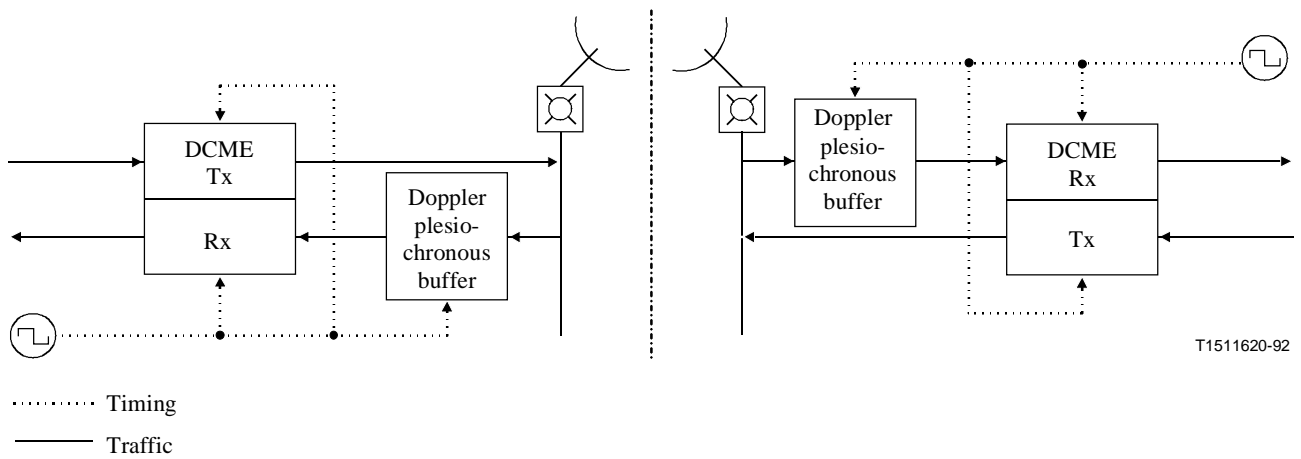 DCME
Tx
Rx
Doppler
plesio-
chronous
buffer
Doppler
plesio-
chronous
buffer
DCME
Rx
Tx
T1511620-92
Timing
Traffic